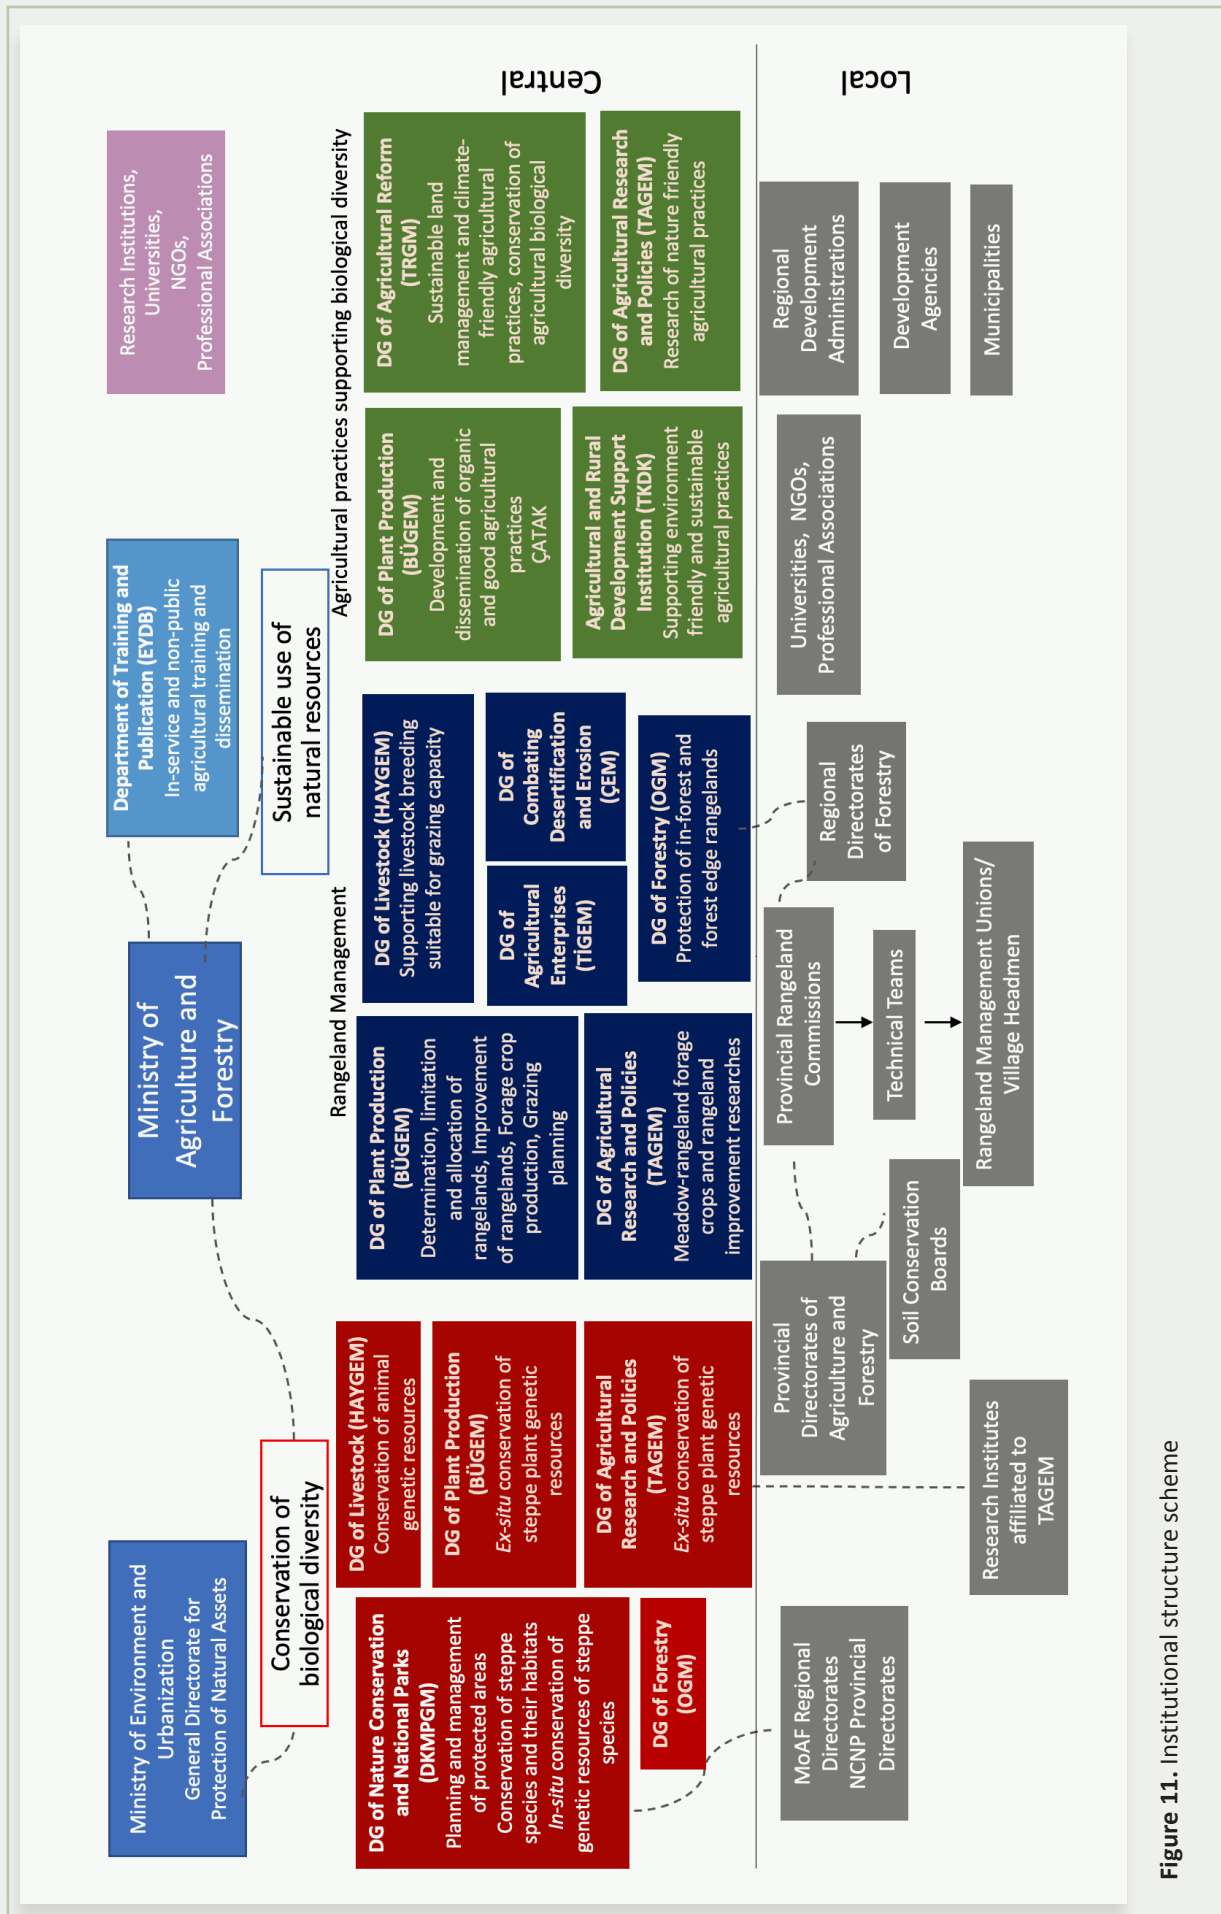 Ministry of Environment and
Urbanization
General Directorate for
Protection of Natural Assets
Ministry of
Agriculture and
Forestry
Department of Training and
Publication (EYDB)
In-service and non-public
agricultural training and
dissemination
Research Institutions,
Universities,
NGOs,
Professional Associations
Conservation of
biological diversity
Sustainable use of
natural resources
Rangeland Management
Agricultural practices supporting biological diversity
Central
DG of Nature Conservation
and National Parks
(DKMPGM)
Planning and management
of protected areas
Conservation of steppe
species and their habitats
In-situ conservation of
genetic resources of steppe
species
DG of Forestry
(OGM)
DG of Livestock (HAYGEM)
Conservation of animal
genetic resources
DG of Plant Production
(BÜGEM)
Ex-situ conservation of
steppe plant genetic
resources
DG of Agricultural
Research and Policies
(TAGEM)
Ex-situ conservation of
steppe plant genetic
resources
DG of Plant Production
(BÜGEM)
Determination, limitation
and allocation of
rangelands, Improvement
of rangelands, Forage crop
production, Grazing
planning
DG of Agricultural
Research and Policies
(TAGEM)
Meadow-rangeland forage
crops and rangeland
improvement researches
DG of Livestock (HAYGEM)
Supporting livestock breeding
suitable for grazing capacity
DG of
Agricultural
Enterprises
(TİGEM)
DG of
Combating
Desertification
and Erosion
(ÇEM)
DG of Forestry (OGM)
Protection of in-forest and
forest edge rangelands
DG of Plant Production
(BÜGEM)
Development and
dissemination of organic
and good agricultural
practices
ÇATAK
Agricultural and Rural
Development Support
Institution (TKDK)
Supporting environment
friendly and sustainable
agricultural practices
DG of Agricultural Reform
(TRGM)
Sustainable land
management and climate-
friendly agricultural
practices, conservation of
agricultural biological
diversity
DG of Agricultural Research
and Policies (TAGEM)
Research of nature friendly
agricultural practices
Local
MoAF Regional
Directorates
NCNP Provincial
Directorates
Research Institutes
affiliated to
TAGEM
Provincial
Directorates of
Agriculture and
Forestry
Soil Conservation
Boards
Provincial Rangeland
Commissions
Technical Teams
Rangeland Management Unions/
Village Headmen
Regional
Directorates
of Forestry
Universities, NGOs,
Professional Associations
Regional
Development
Administrations
Development
Agencies
Municipalities
Figure 11. Institutional structure scheme